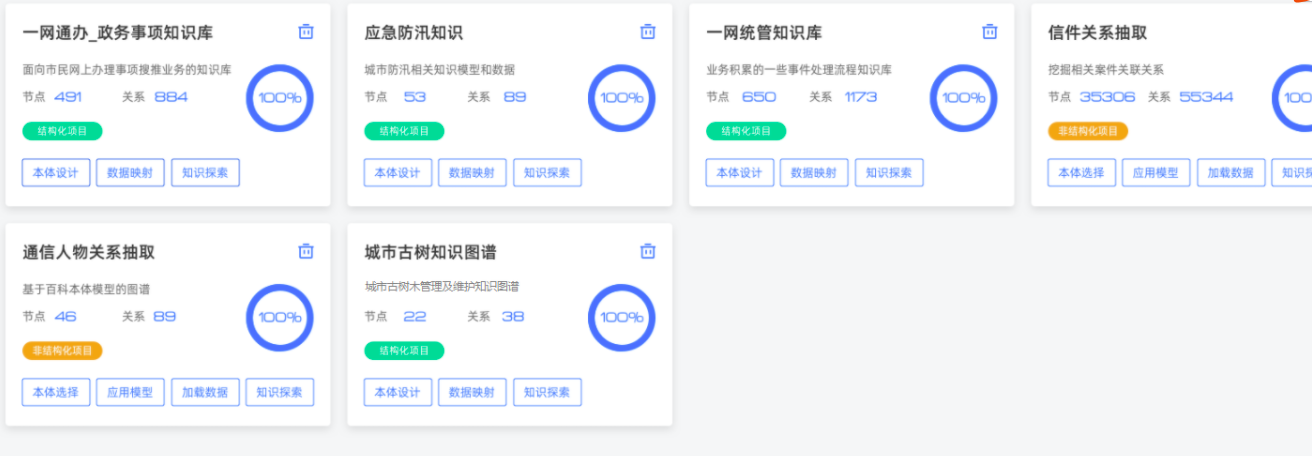 一网通办_政务事项知识库
面向市民网上办理事项搜推业务的知识库
节点 491 关系 884
100%
结构化项目
本体设计 数据映射 知识探索
应急防汛知识
城市防汛相关知识模型和数据
节点 53 关系 89
100%
结构化项目
本体设计 数据映射 知识探索
一网统管知识库
业务积累的一些事件处理流程知识库
节点 650 关系 1173
100%
结构化项目
本体设计 数据映射 知识探索
信件关系抽取
挖掘相关案件关联关系
节点 35306 关系 55344
100
非结构化项目
本体选择 应用模型 加载数据 知识
通信人物关系抽取
基于百科本体模型的图谱
节点 46 关系 89
100%
非结构化项目
本体选择 应用模型 加载数据 知识探索
城市古树知识图谱
城市古树木管理及维护知识图谱
节点 22 关系 38
100%
结构化项目
本体设计 数据映射 知识探索